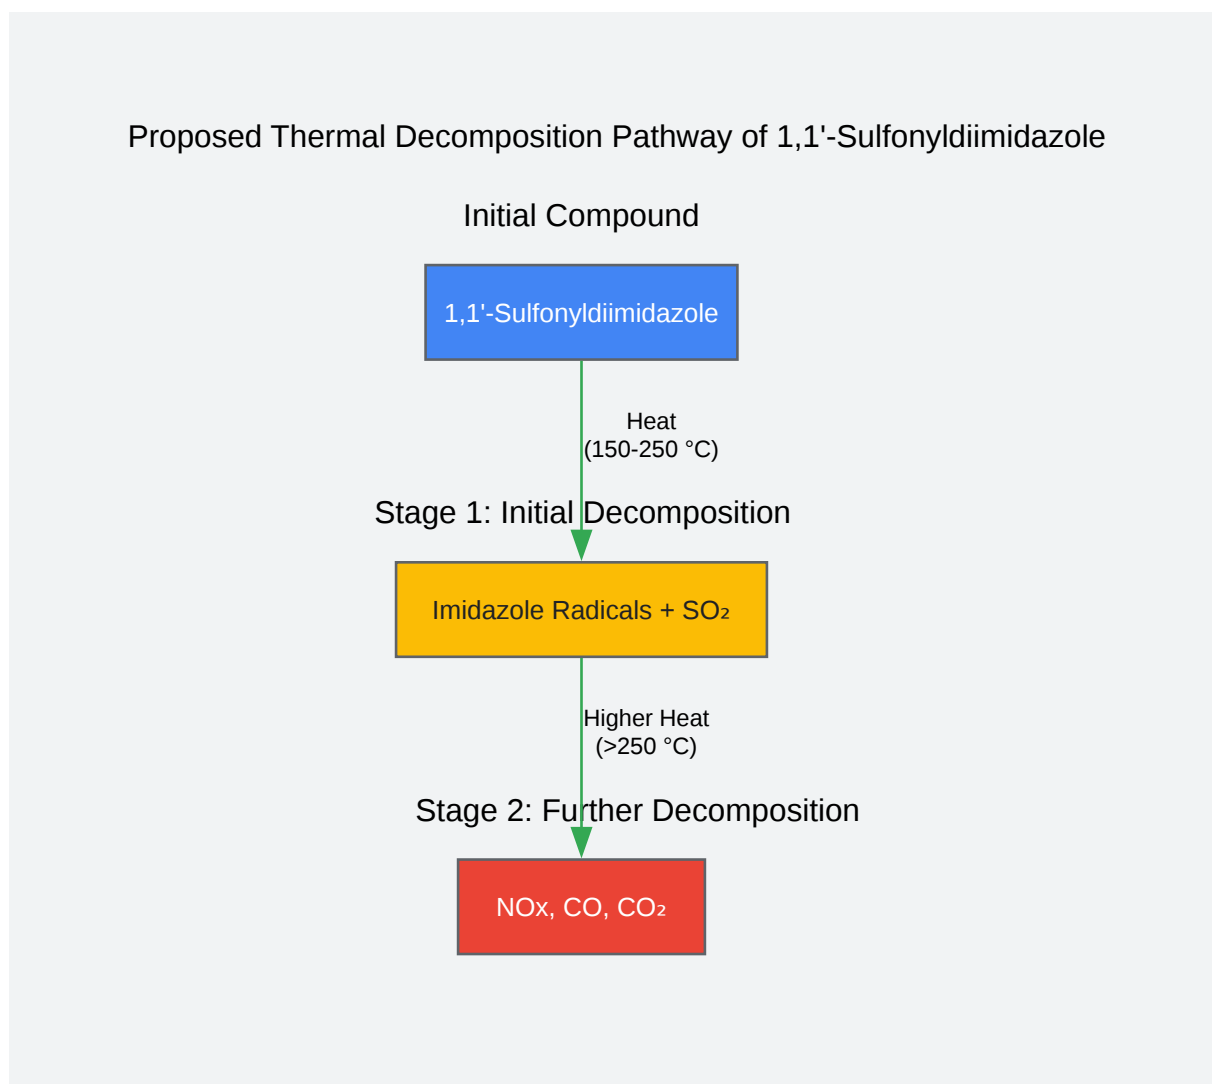 Proposed Thermal Decomposition Pathway of 1,1'-Sulfonyldiimidazole
Initial Compound
1,1'-Sulfonyldiimidazole
Heat
(150-250 °C)
Stage 1: Initial Decomposition
Imidazole Radicals + SO₂
Higher Heat
(>250 °C)
Stage 2: Further Decomposition
NOx, CO, CO₂